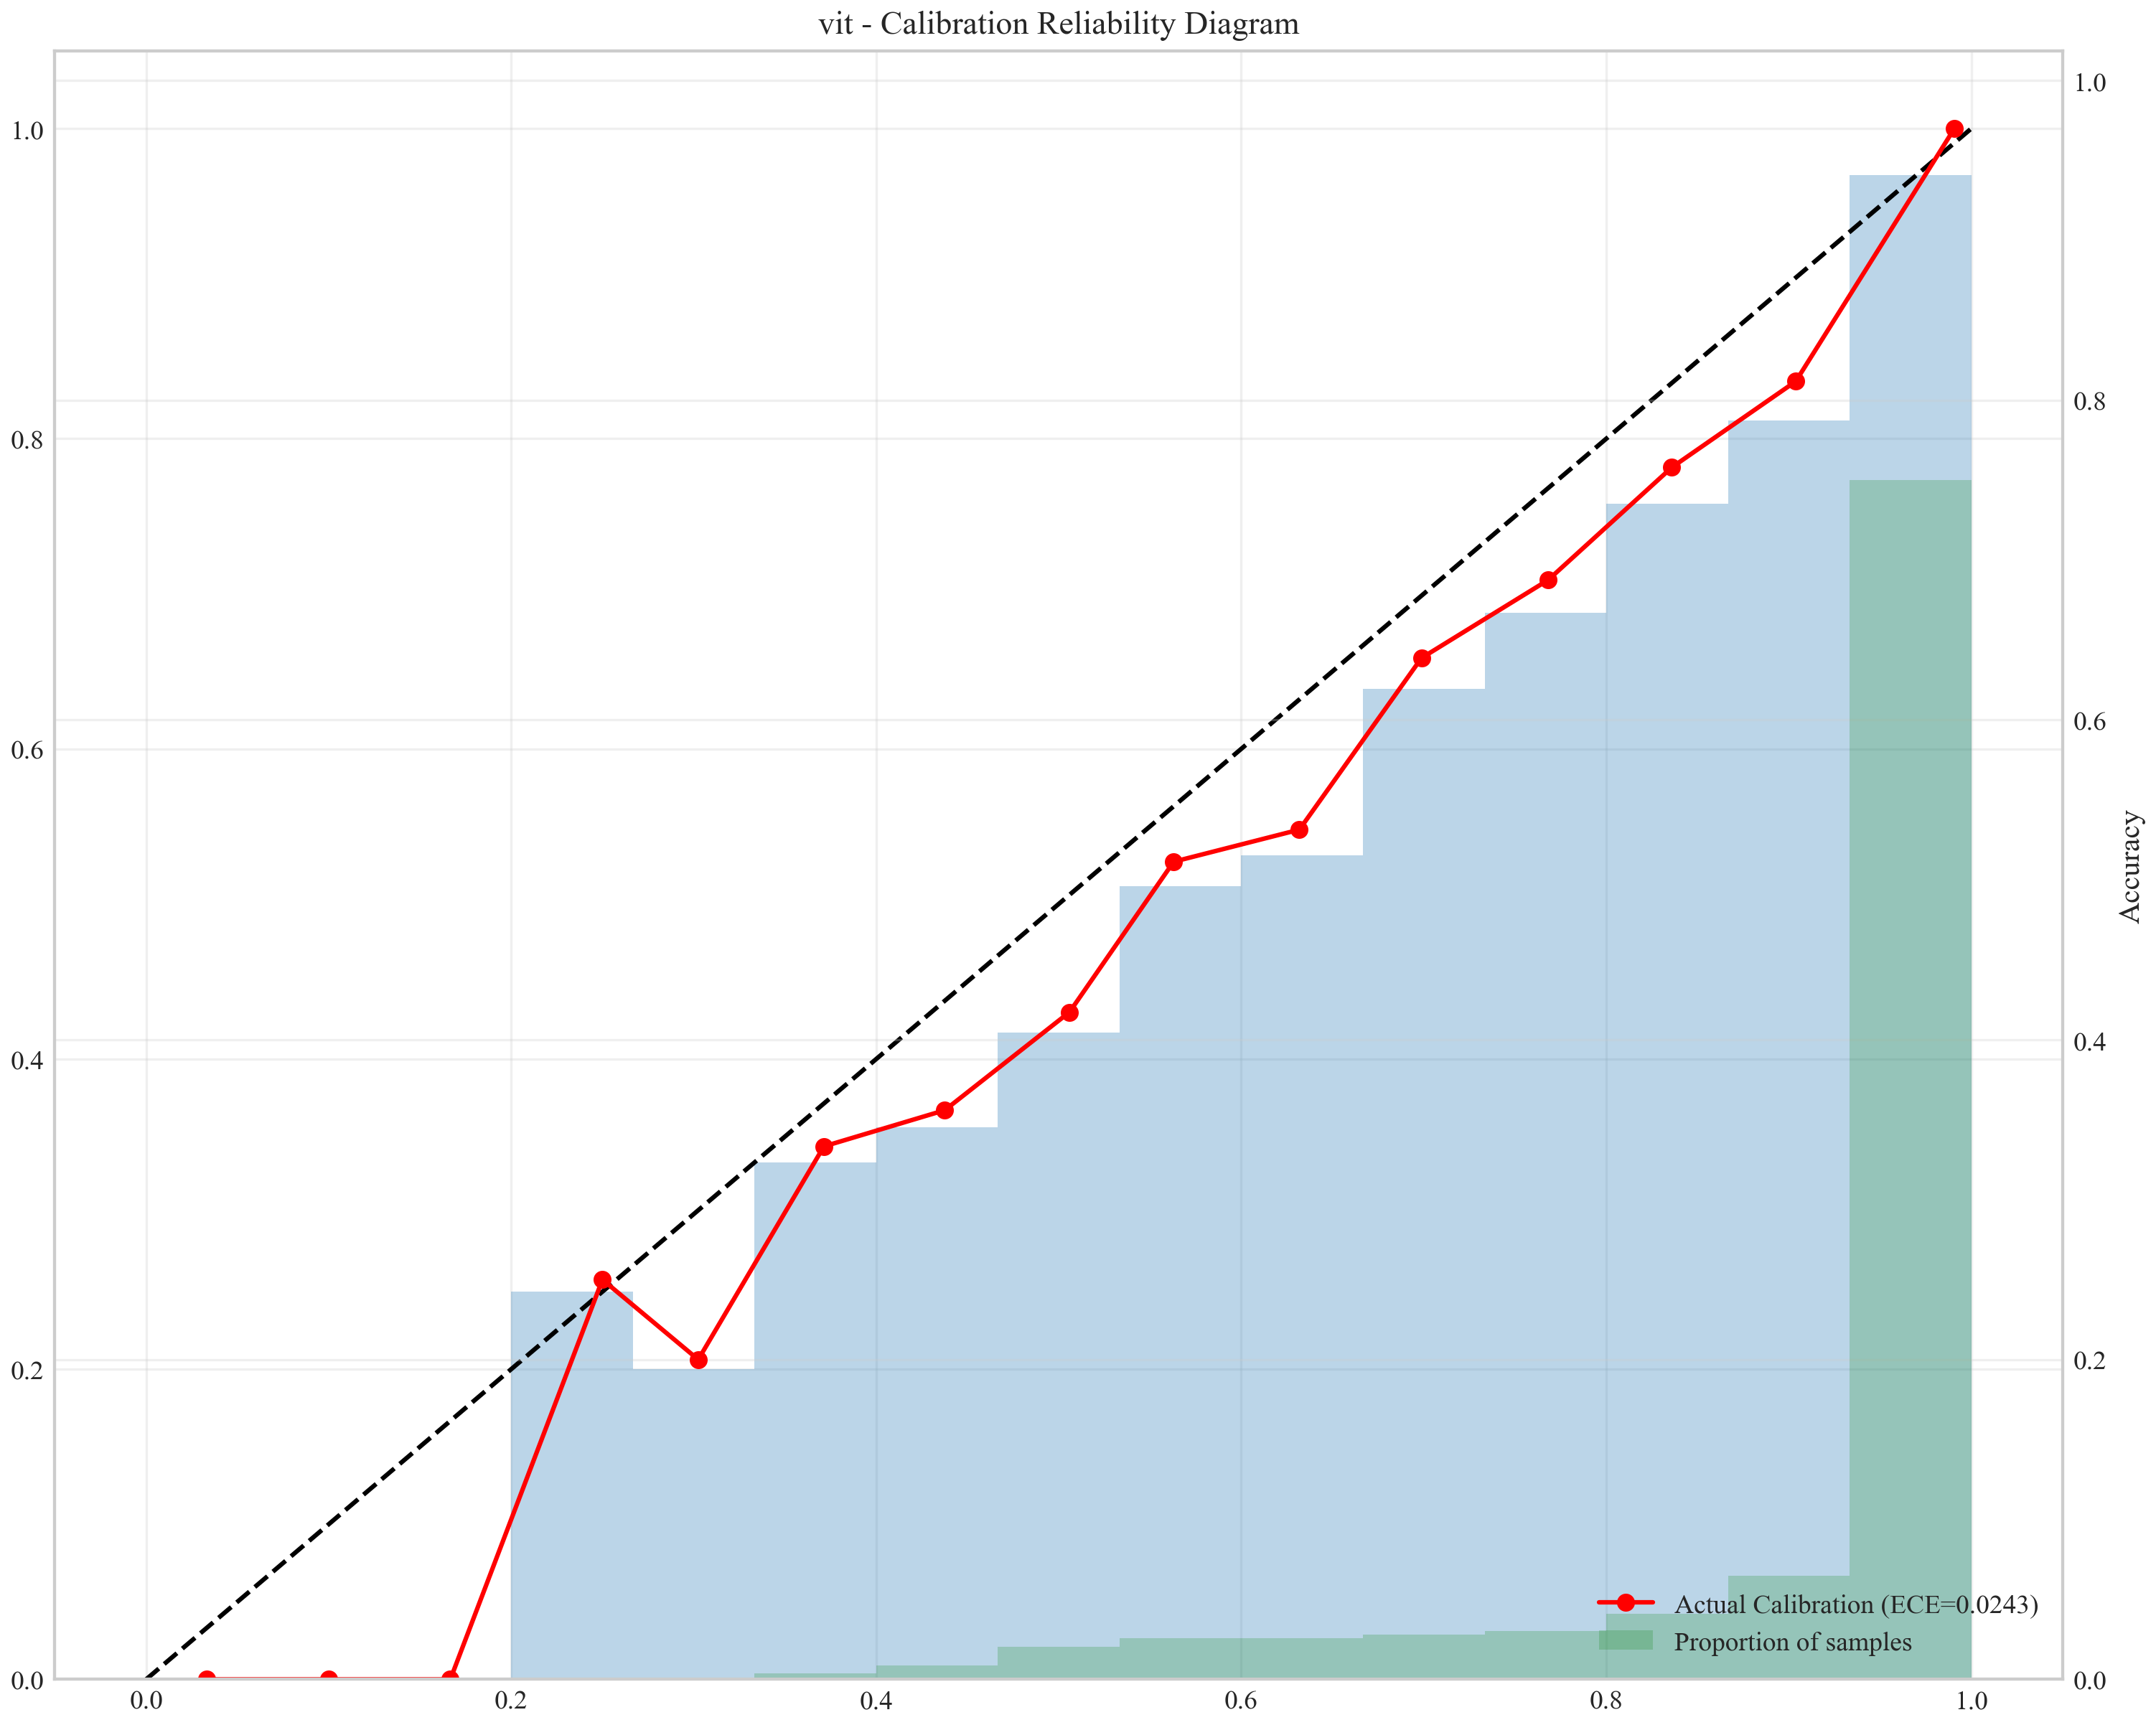 vit - Calibration Reliability Diagram
1.0
0.8
0.6
0.4
0.2
0.0
1.0
0.8
0.6
0.4
0.2
0.0
Accuracy
Actual Calibration (ECE=0.0243)
Proportion of samples
0.0 0.2 0.4 0.6 0.8 1.0